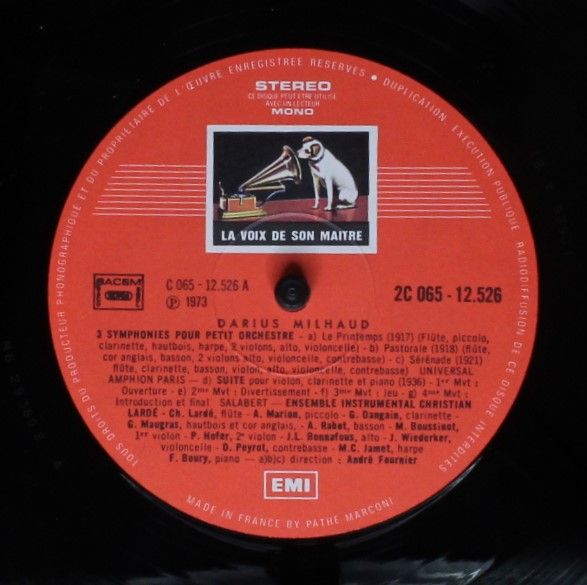 TOUS DROITS DU PRODUCTEUR PHONOGRAPHIQUE ET DU PROPRIETAIRE DE L'ŒUVRE ENREGISTREE RESERVES • DUPLICATION, EXECUTION PUBLIQUE, RADIODIFFUSION DE CE DISQUE INTERDITES
STEREO
CE DISQUE PEUT ETRE UTILISE
AVEC UN LECTEUR
MONO
LA VOIX DE SON MAITRE
SACEM
C 065 - 12.526 A
Ⓟ 1973
2C 065 - 12.526
DARIUS MILHAUD
3 SYMPHONIES POUR PETIT ORCHESTRE - a) Le Printemps (1917) (Flûte, piccolo,
clarinette, hautbois, harpe, 2 violons, alto, violoncelle) - b) Pastorale (1918) (flûte,
cor anglais, basson, 2 violons alto, violoncelle, contrebasse) - c) Sérénade (1921)
flûte, clarinette, basson, violon, alto, violoncelle, contrebasse) UNIVERSAL
AMPHION PARIS — d) SUITE pour violon, clarinette et piano (1936) - 1er Mvt :
Ouverture - e) 2me Mvt : Divertissement - f) 3me Mvt : Jeu - g) 4me Mvt :
Introduction et final SALABERT — ENSEMBLE INSTRUMENTAL CHRISTIAN
LARDÉ - Ch. Lardé, flûte - A. Marion, piccolo - G. Dangain, clarinette -
G. Maugras, hautbois et cor anglais, - A. Rabot, basson - M. Boussinot,
1er violon - P. Hofer, 2e violon - J.L. Bonnafous, alto - J. Wiederker,
violoncelle - D. Peyrot, contrebasse - M.C. Jamet, harpe
F. Boury, piano — a)b)c) direction : André Fournier
EMI
MADE IN FRANCE BY PATHE MARCONI